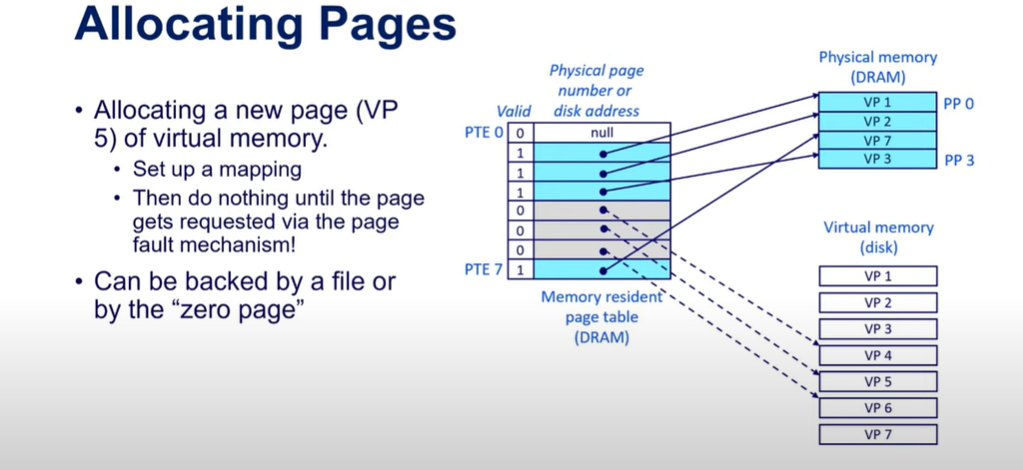 Allocating Pages
• Allocating a new page (VP
5) of virtual memory.
• Set up a mapping
• Then do nothing until the page
gets requested via the page
fault mechanism!
• Can be backed by a file or
by the “zero page”
Physical page
number or
disk address
Valid
PTE 0
0
null
1
1
1
0
0
0
PTE 7
1
Memory resident
page table
(DRAM)
Physical memory
(DRAM)
VP 1
PP 0
VP 2
VP 7
VP 3
PP 3
Virtual memory
(disk)
VP 1
VP 2
VP 3
VP 4
VP 5
VP 6
VP 7